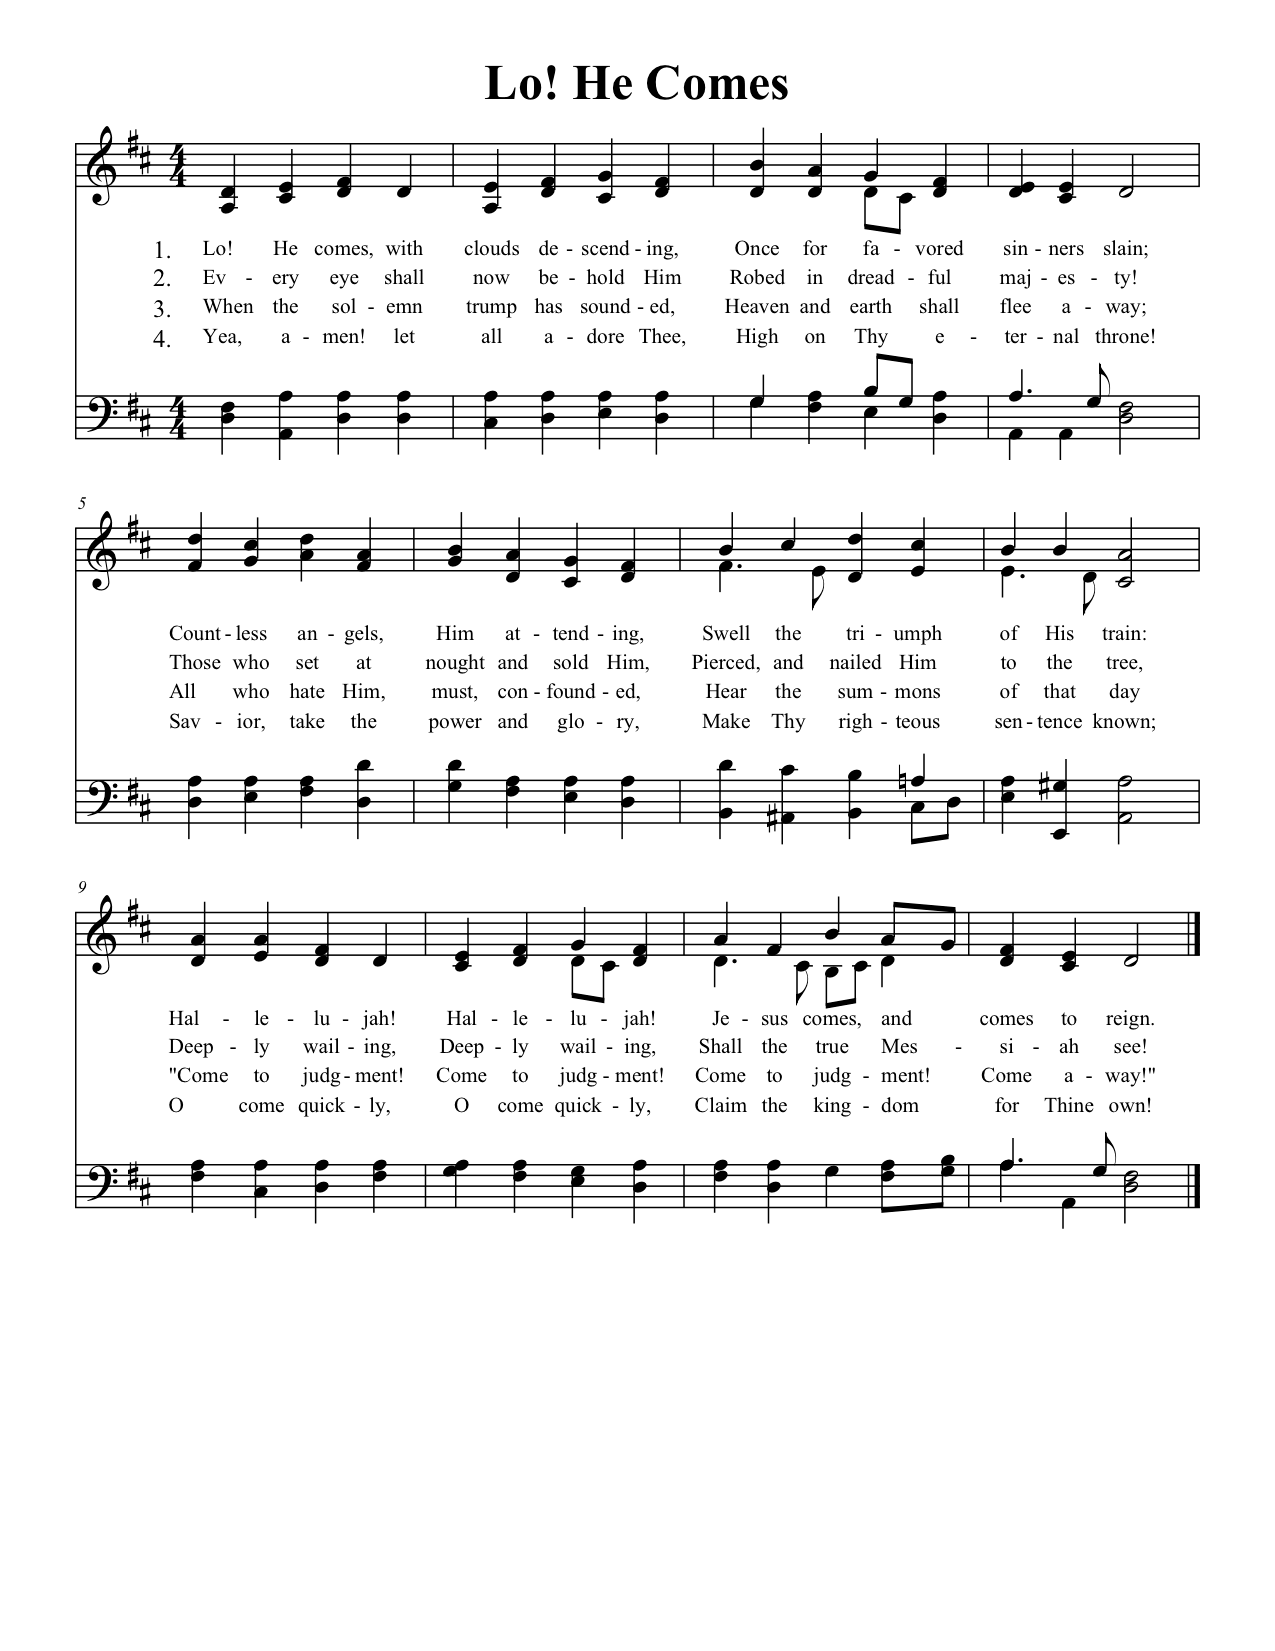 Lo! He Comes
4 4
1. Lo! He comes, with clouds de - scend - ing, Once for fa - vored sin - ners slain;
2. Ev - ery eye shall now be - hold Him Robed in dread - ful maj - es - ty!
3. When the sol - emn trump has sound - ed, Heaven and earth shall flee a - way;
4. Yea, a - men! let all a - dore Thee, High on Thy e - ter - nal throne!
4 4
5
Count - less an - gels, Him at - tend - ing, Swell the tri - umph of His train:
Those who set at nought and sold Him, Pierced, and nailed Him to the tree,
All who hate Him, must, con - found - ed, Hear the sum - mons of that day
Sav - ior, take the power and glo - ry, Make Thy righ - teous sen - tence known;
9
Hal - le - lu - jah! Hal - le - lu - jah! Je - sus comes, and comes to reign.
Deep - ly wail - ing, Deep - ly wail - ing, Shall the true Mes - si - ah see!
"Come to judg - ment! Come to judg - ment! Come to judg - ment! Come a - way!"
O come quick - ly, O come quick - ly, Claim the king - dom for Thine own!